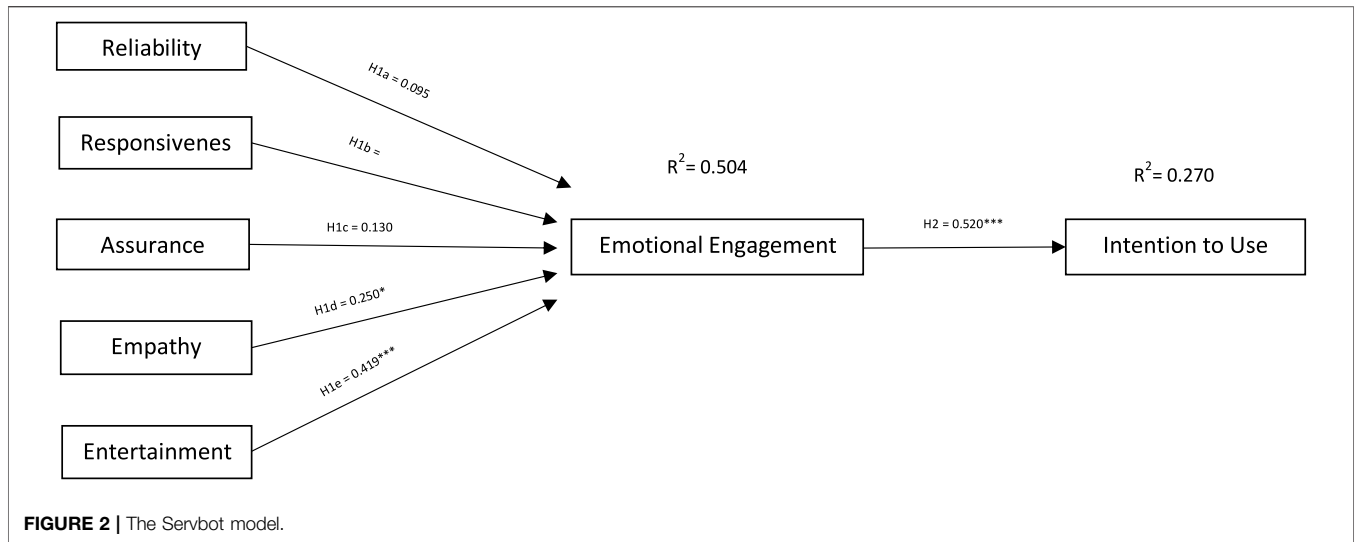 Reliability
H1a = 0.095
Responsivenes
H1b =
R²= 0.504
R²= 0.270
Assurance
H1c = 0.130
Emotional Engagement
H2 = 0.520***
Intention to Use
H1d = 0.250*
Empathy
H1e = 0.419***
Entertainment
FIGURE 2 | The Servbot model.